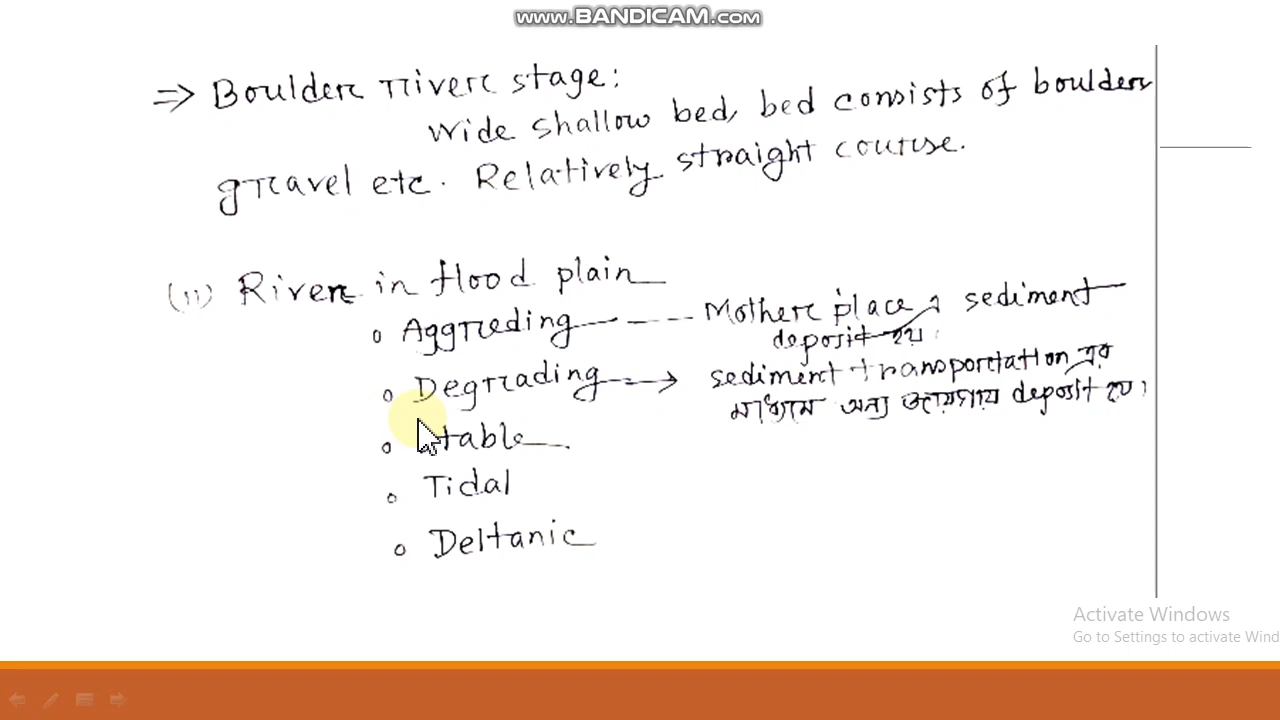 www.BANDICAM.com
⇒ Boulder river stage:
Wide shallow bed, bed consists of boulders
gravel etc. Relatively straight course.
(ii) River in flood plain
o Aggrading --- Mother place এ sediment
deposit হয়।
o Degrading --→ sediment transportation এর
মাধ্যমে অন্য জায়গায় deposit হয়।
o Stable
o Tidal
o Deltanic
Activate Windows
Go to Settings to activate Wind